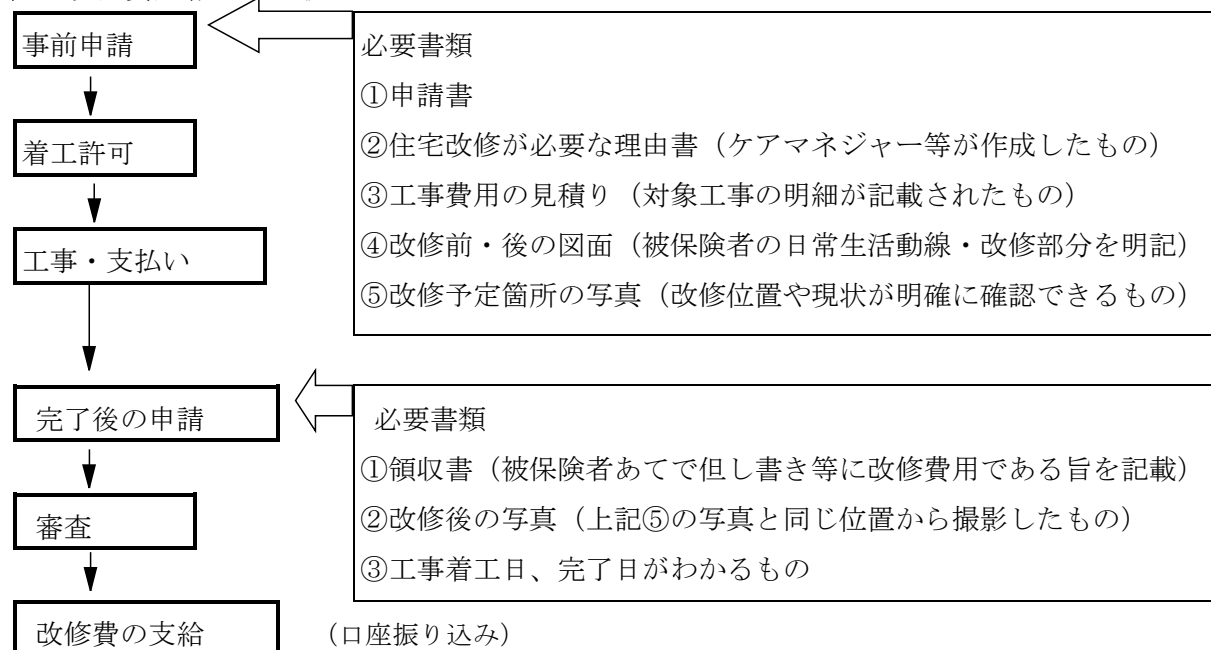 事前申請
必要書類
①申請書
②住宅改修が必要な理由書（ケアマネジャー等が作成したもの）
③工事費用の見積り（対象工事の明細が記載されたもの）
④改修前・後の図面（被保険者の日常生活動線・改修部分を明記）
⑤改修予定箇所の写真（改修位置や現状が明確に確認できるもの）
着工許可
工事・支払い
完了後の申請
必要書類
①領収書（被保険者あてで但し書き等に改修費用である旨を記載）
②改修後の写真（上記⑤の写真と同じ位置から撮影したもの）
③工事着工日、完了日がわかるもの
審査
改修費の支給　（口座振り込み）